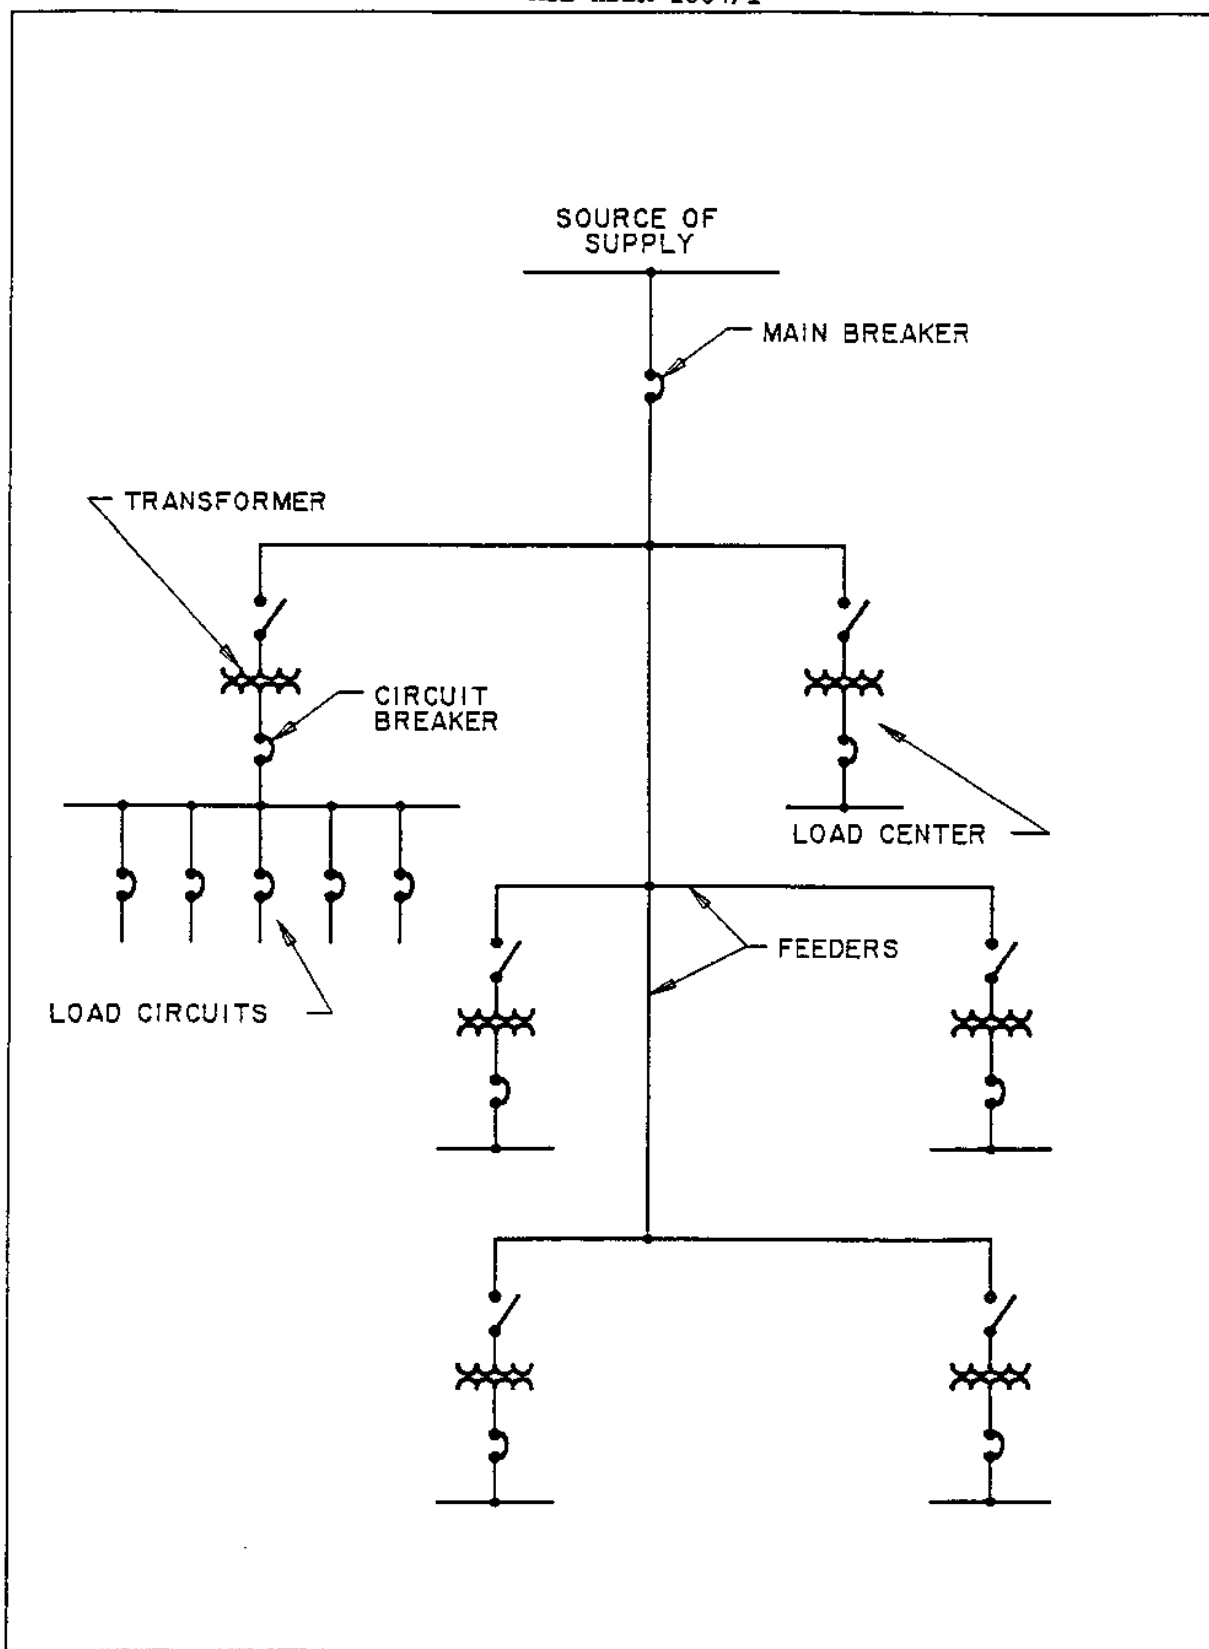 SOURCE OF
SUPPLY
MAIN BREAKER
TRANSFORMER
CIRCUIT
BREAKER
LOAD CENTER
FEEDERS
LOAD CIRCUITS